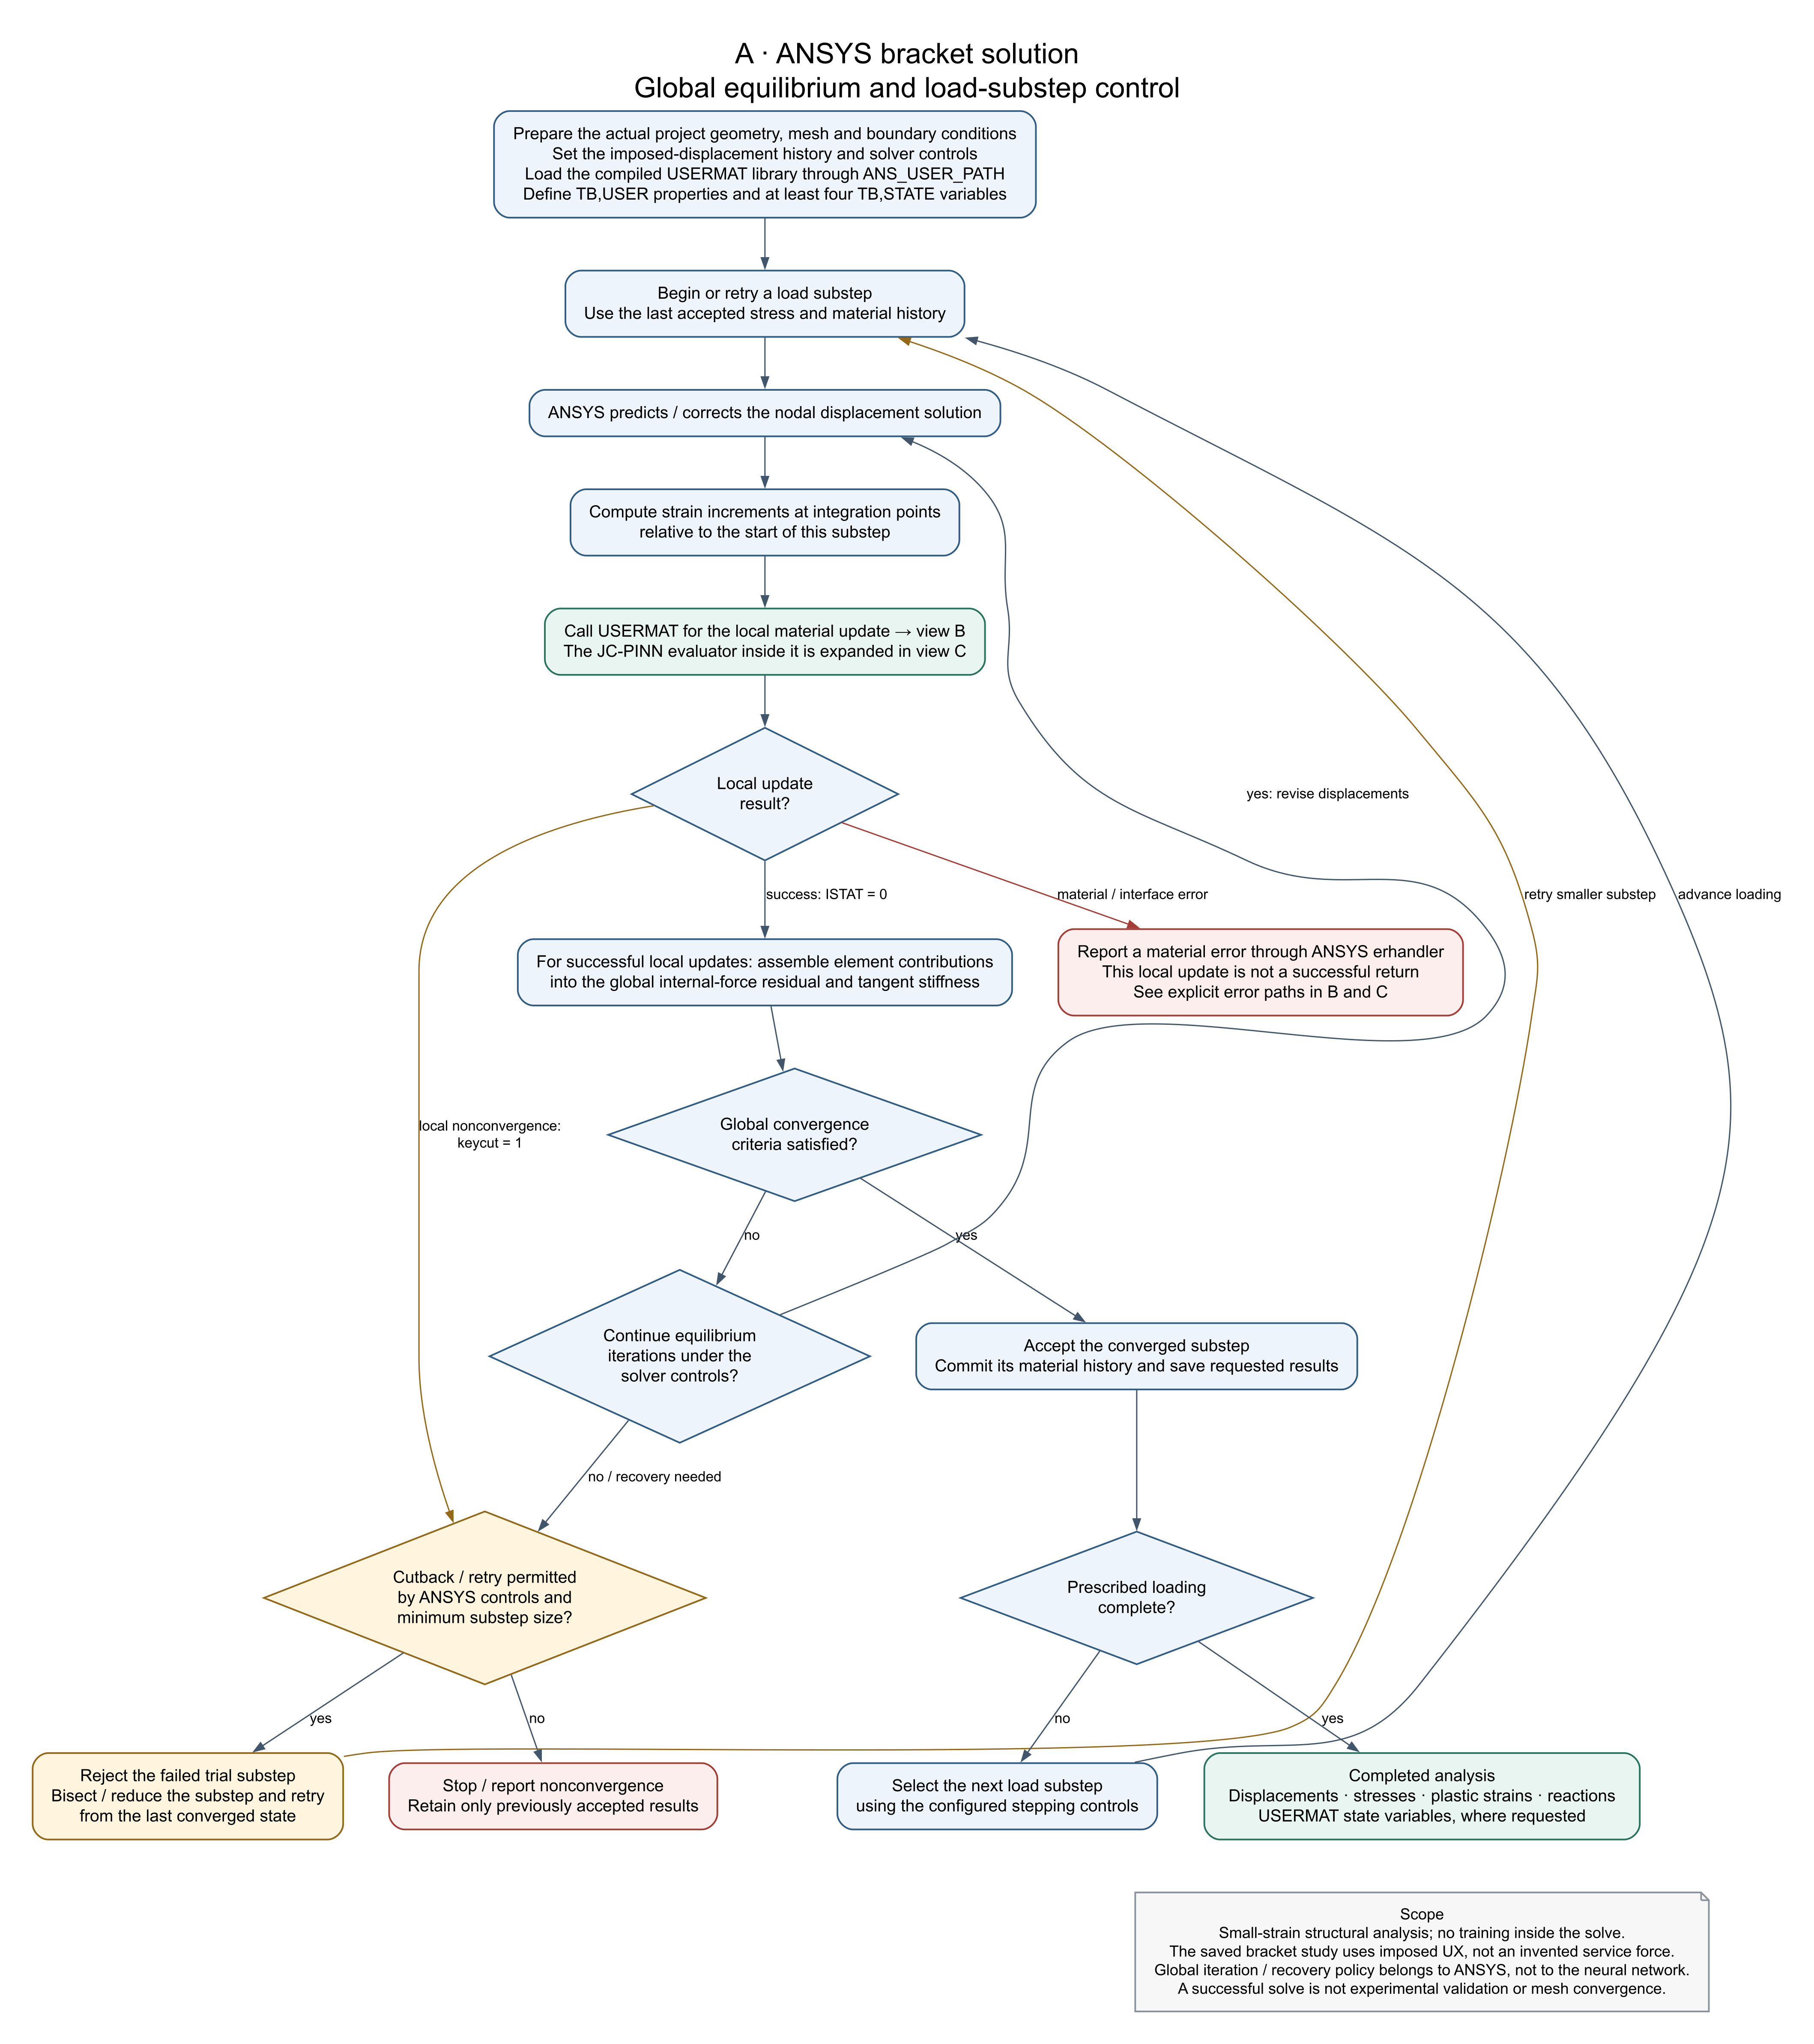 A · ANSYS bracket solution
Global equilibrium and load-substep control
Prepare the actual project geometry, mesh and boundary conditions
Set the imposed-displacement history and solver controls
Load the compiled USERMAT library through ANS_USER_PATH
Define TB,USER properties and at least four TB,STATE variables
Begin or retry a load substep
Use the last accepted stress and material history
ANSYS predicts / corrects the nodal displacement solution
Compute strain increments at integration points
relative to the start of this substep
Call USERMAT for the local material update → view B
The JC-PINN evaluator inside it is expanded in view C
Local update
result?
yes: revise displacements
success: ISTAT = 0
material / interface error
retry smaller substep
advance loading
For successful local updates: assemble element contributions
into the global internal-force residual and tangent stiffness
Report a material error through ANSYS erhandler
This local update is not a successful return
See explicit error paths in B and C
local nonconvergence:
keycut = 1
Global convergence
criteria satisfied?
no
yes
Continue equilibrium
iterations under the
solver controls?
Accept the converged substep
Commit its material history and save requested results
no / recovery needed
Cutback / retry permitted
by ANSYS controls and
minimum substep size?
Prescribed loading
complete?
yes
no
no
yes
Reject the failed trial substep
Bisect / reduce the substep and retry
from the last converged state
Stop / report nonconvergence
Retain only previously accepted results
Select the next load substep
using the configured stepping controls
Completed analysis
Displacements · stresses · plastic strains · reactions
USERMAT state variables, where requested
Scope
Small-strain structural analysis; no training inside the solve.
The saved bracket study uses imposed UX, not an invented service force.
Global iteration / recovery policy belongs to ANSYS, not to the neural network.
A successful solve is not experimental validation or mesh convergence.